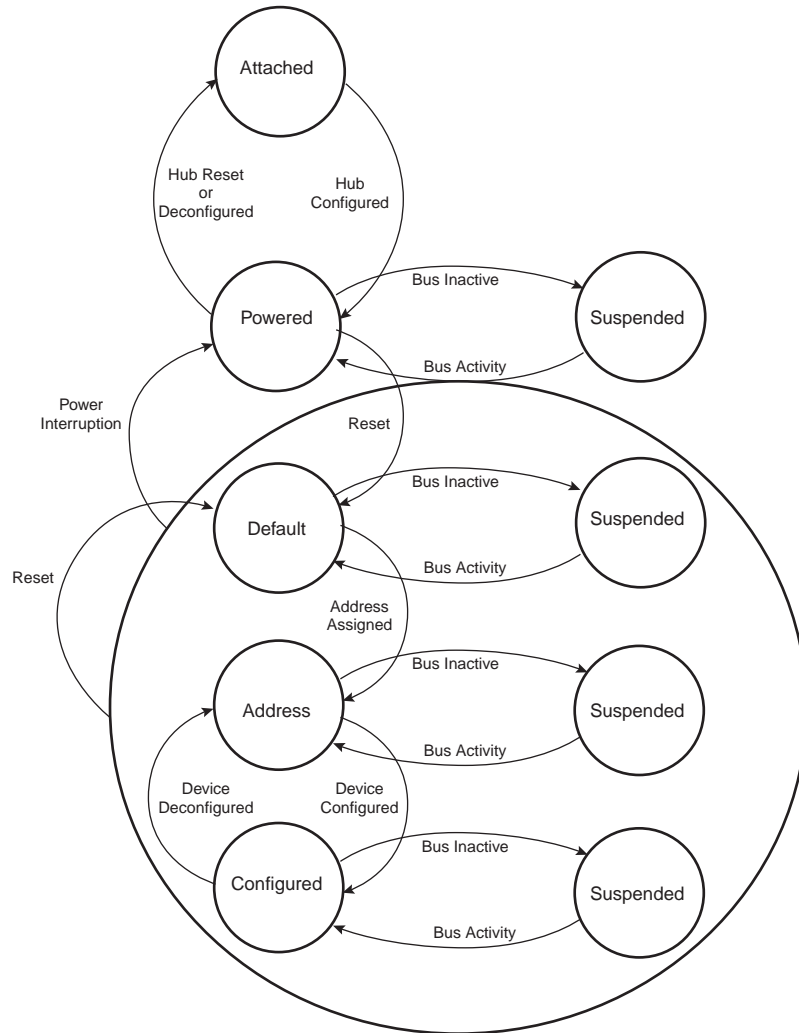 Attached
Hub Reset
or
Deconfigured
Hub
Configured
Bus Inactive
Powered
Suspended
Bus Activity
Power
Interruption
Reset
Bus Inactive
Default
Suspended
Bus Activity
Reset
Address
Assigned
Bus Inactive
Address
Suspended
Bus Activity
Device
Deconfigured
Device
Configured
Bus Inactive
Configured
Suspended
Bus Activity